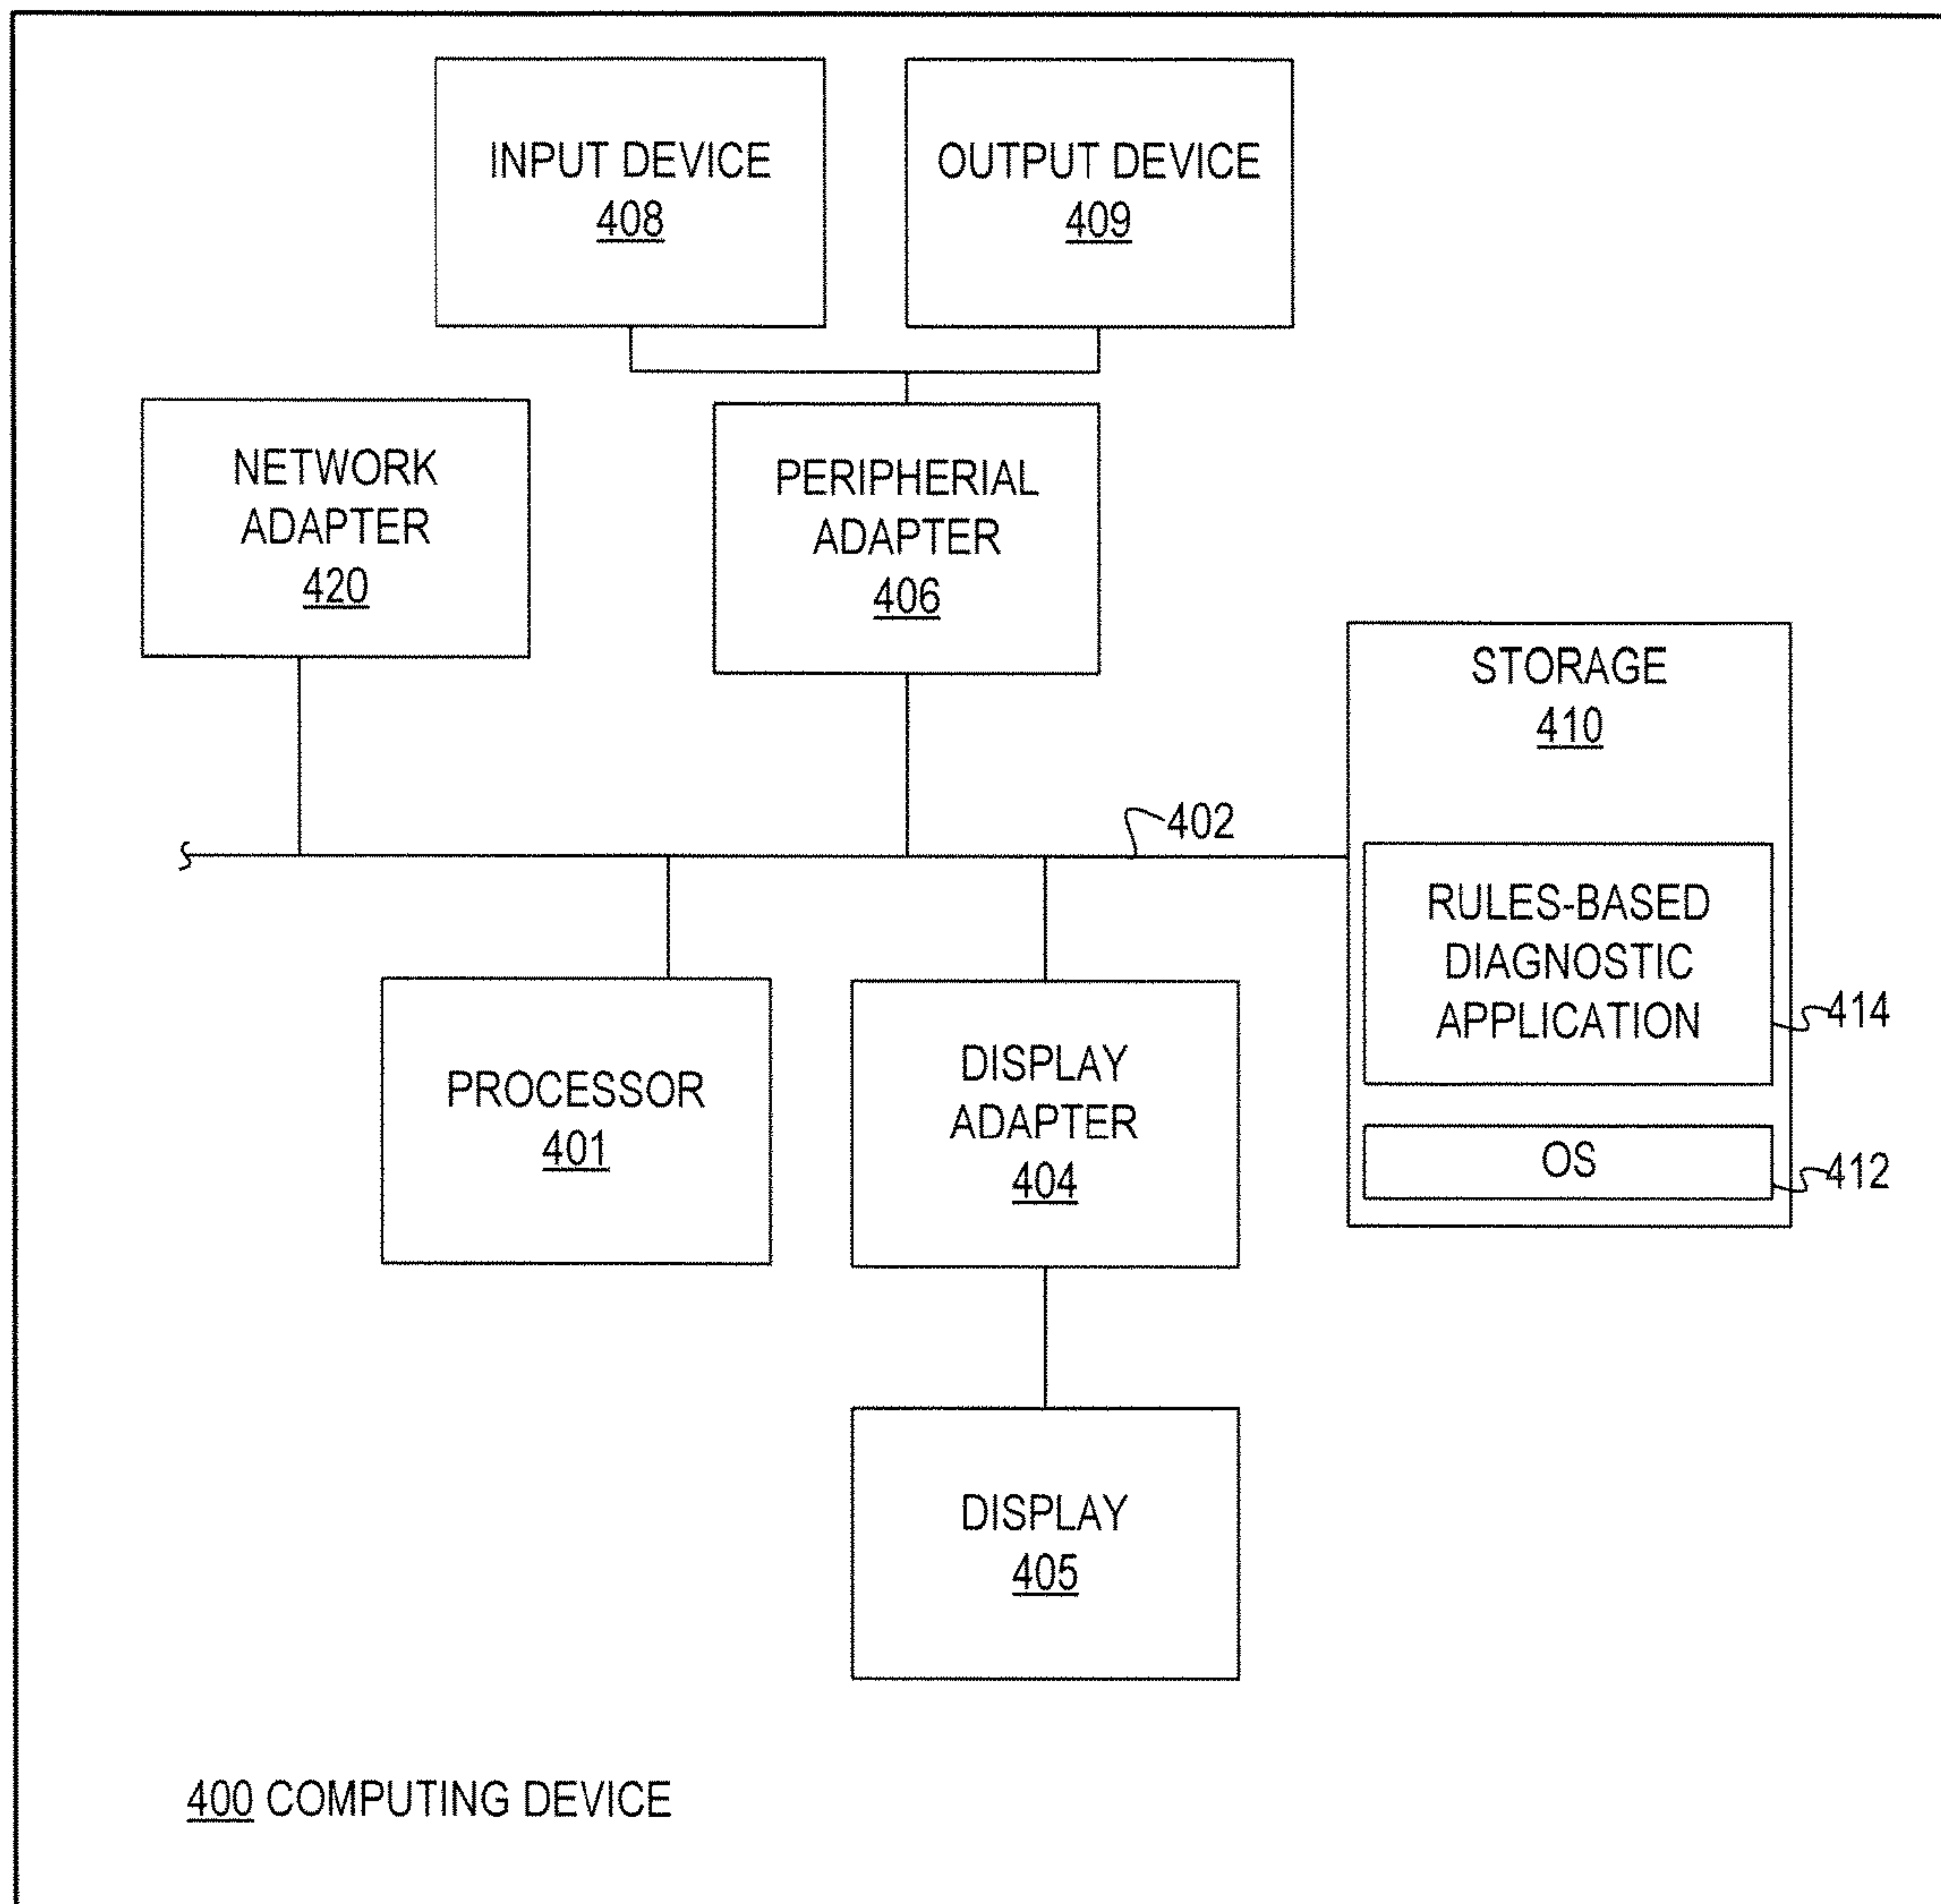 INPUT DEVICE
408
OUTPUT DEVICE
409
NETWORK
ADAPTER
420
PERIPHERIAL
ADAPTER
406
STORAGE
410
402
RULES-BASED
DIAGNOSTIC
APPLICATION
414
OS
412
PROCESSOR
401
DISPLAY
ADAPTER
404
DISPLAY
405
400 COMPUTING DEVICE